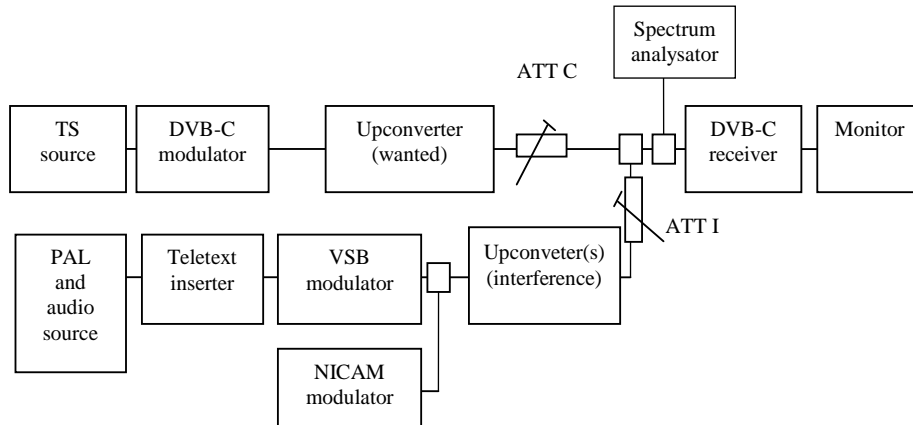 Spectrum
analysator
ATT C
TS
source
DVB-C
modulator
Upconverter
(wanted)
DVB-C
receiver
Monitor
ATT I
PAL
and
audio
source
Teletext
inserter
VSB
modulator
Upconveter(s)
(interference)
NICAM
modulator